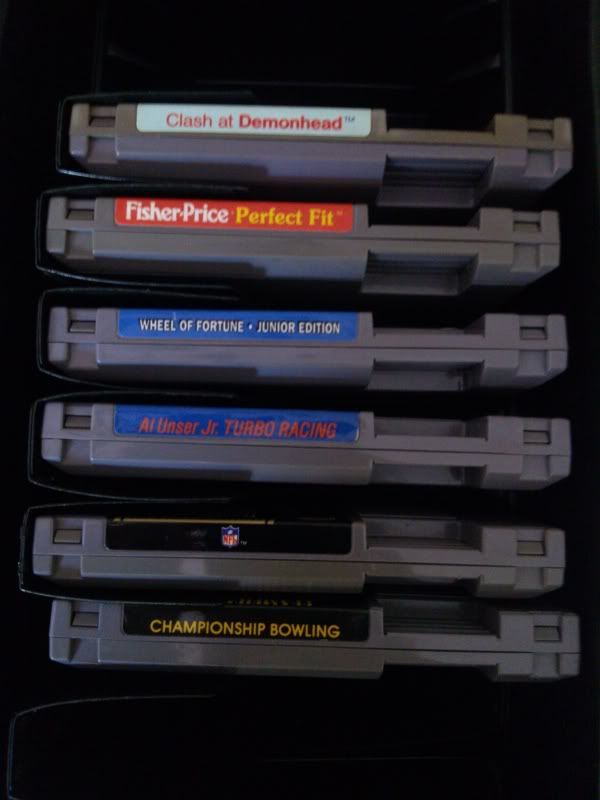 Clash at Demonhead™
Fisher-Price Perfect Fit™
WHEEL OF FORTUNE • JUNIOR EDITION
Al Unser Jr. TURBO RACING
NFL™
CHAMPIONSHIP BOWLING